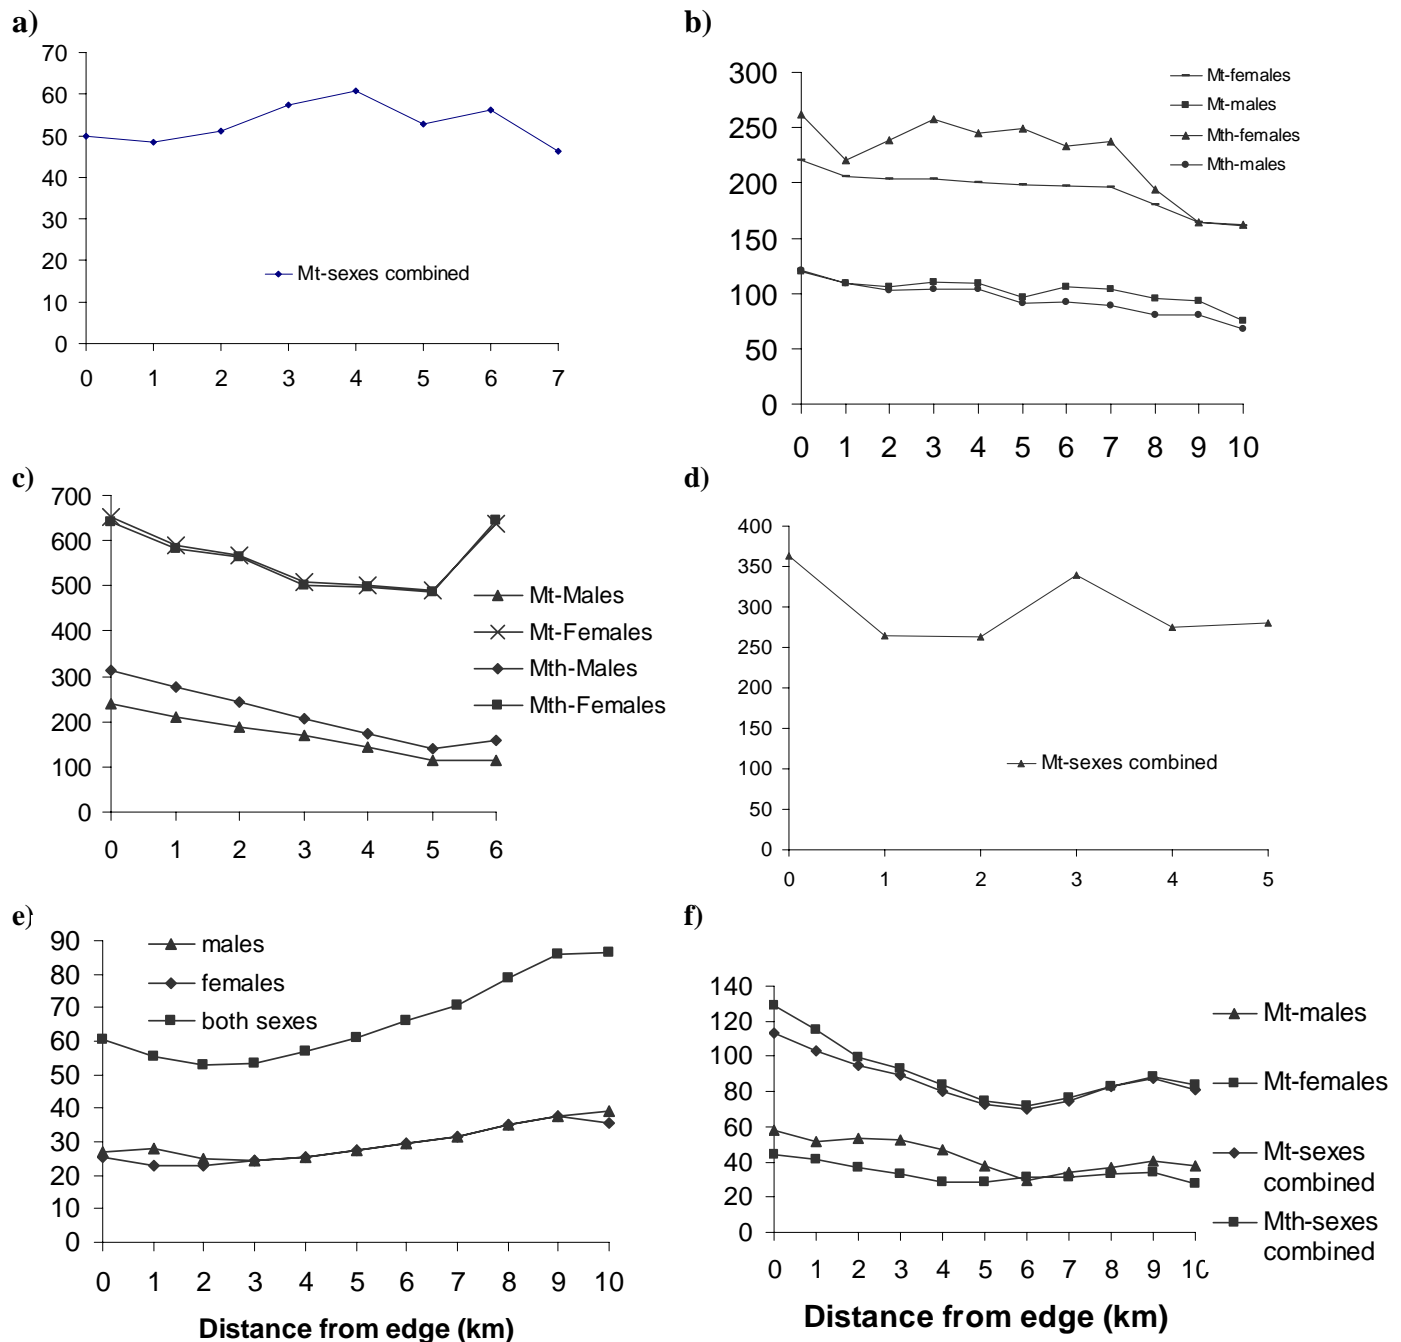 a)
70
60
50
40
30
20
10
0
0 1 2 3 4 5 6 7
Mt-sexes combined
b)
300
250
200
150
100
50
0
0 1 2 3 4 5 6 7 8 9 10
Mt-females
Mt-males
Mth-females
Mth-males
c)
700
600
500
400
300
200
100
0
0 1 2 3 4 5 6
Mt-Males
Mt-Females
Mth-Males
Mth-Females
d)
400
350
300
250
200
150
100
50
0
0 1 2 3 4 5
Mt-sexes combined
e)
90
80
70
60
50
40
30
20
10
0
0 1 2 3 4 5 6 7 8 9 10
males
females
both sexes
Distance from edge (km)
f)
140
120
100
80
60
40
20
0
0 1 2 3 4 5 6 7 8 9 10
Mt-males
Mt-females
Mt-sexes
combined
Mth-sexes
combined
Distance from edge (km)